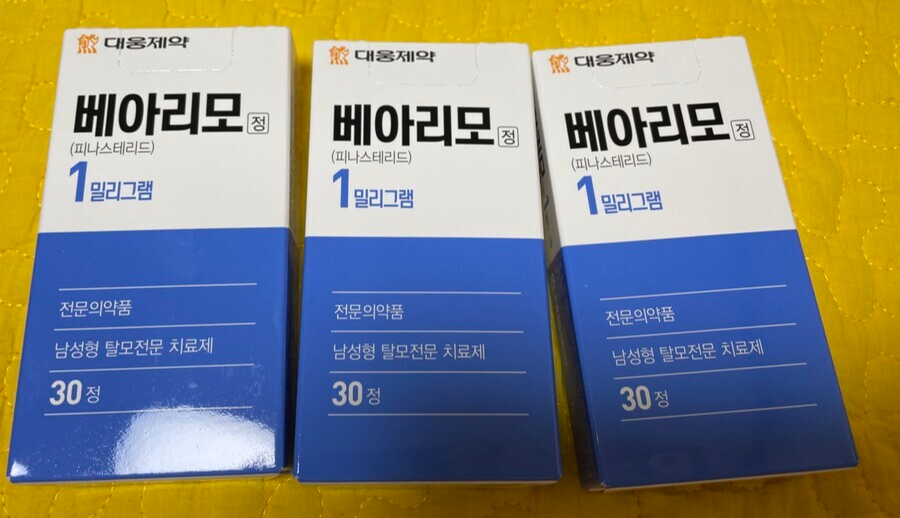 대웅제약
베아리모 정
(피나스테리드)
1 밀리그램
전문의약품
남성형 탈모전문 치료제
30 정
대웅제약
베아리모 정
(피나스테리드)
1 밀리그램
전문의약품
남성형 탈모전문 치료제
30 정
대웅제약
베아리모 정
(피나스테리드)
1 밀리그램
전문의약품
남성형 탈모전문 치료제
30 정